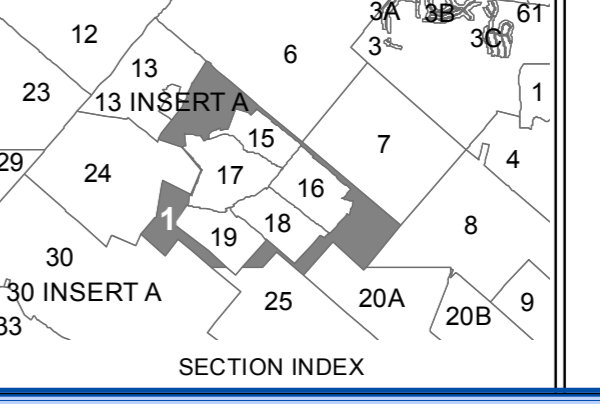 3A 3B 61
12
3 3C
6
13
23 1
13 INSERT A
15
7
29 4
24 17
16
1 18 8
19
30
30 INSERT A 25 20A 9
20B
33
SECTION INDEX